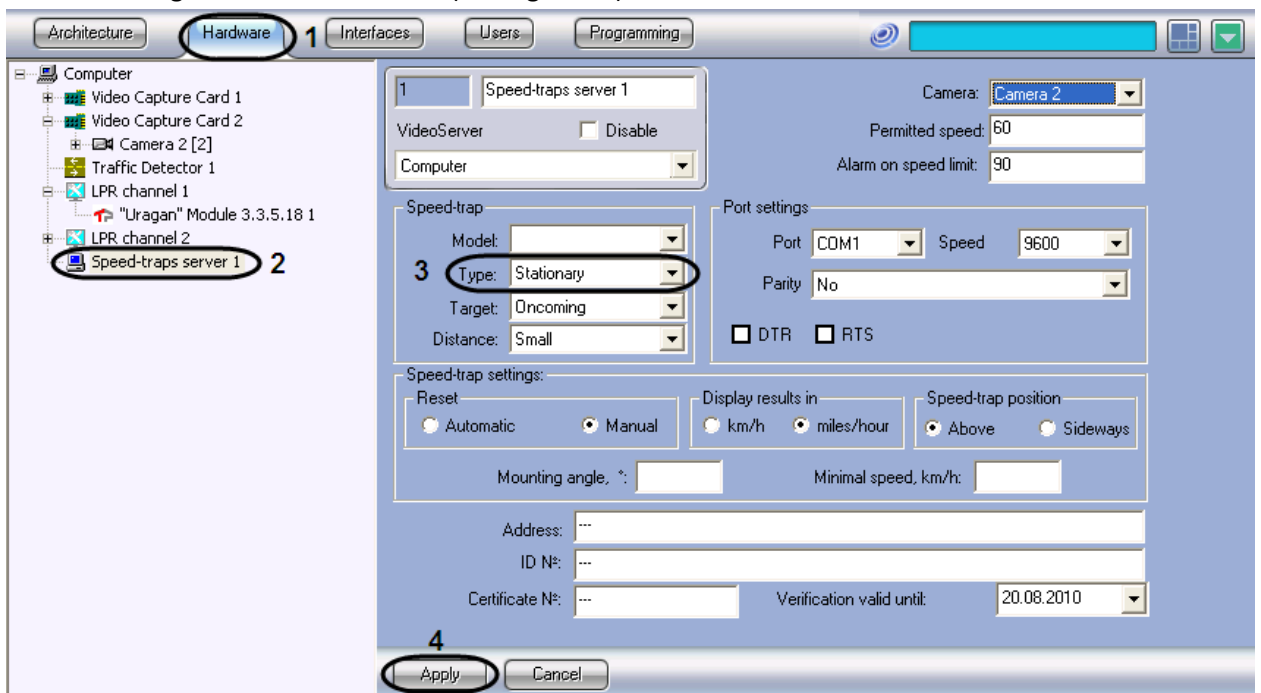 Architecture Hardware 1 Interfaces Users Programming
Computer
Video Capture Card 1
Video Capture Card 2
Camera 2 [2]
Traffic Detector 1
LPR channel 1
"Uragan" Module 3.3.5.18 1
LPR channel 2
Speed-traps server 1 2
1 Speed-traps server 1
VideoServer Disable
Computer
Camera: Camera 2
Permitted speed: 60
Alarm on speed limit: 90
Speed-trap
Model:
3 Type: Stationary
Target: Oncoming
Distance: Small
Port settings
Port COM1 Speed 9600
Parity No
DTR RTS
Speed-trap settings:
Reset
Automatic Manual
Display results in
km/h miles/hour
Speed-trap position
Above Sideways
Mounting angle, °: Minimal speed, km/h:
Address: ---
ID №: ---
Certificate №: --- Verification valid until: 20.08.2010
4
Apply Cancel